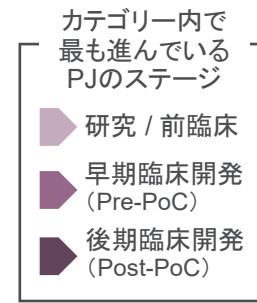 カテゴリー内で
最も進んでいる
PJのステージ
研究 / 前臨床
早期臨床開発
（Pre-PoC）
後期臨床開発
（Post-PoC）